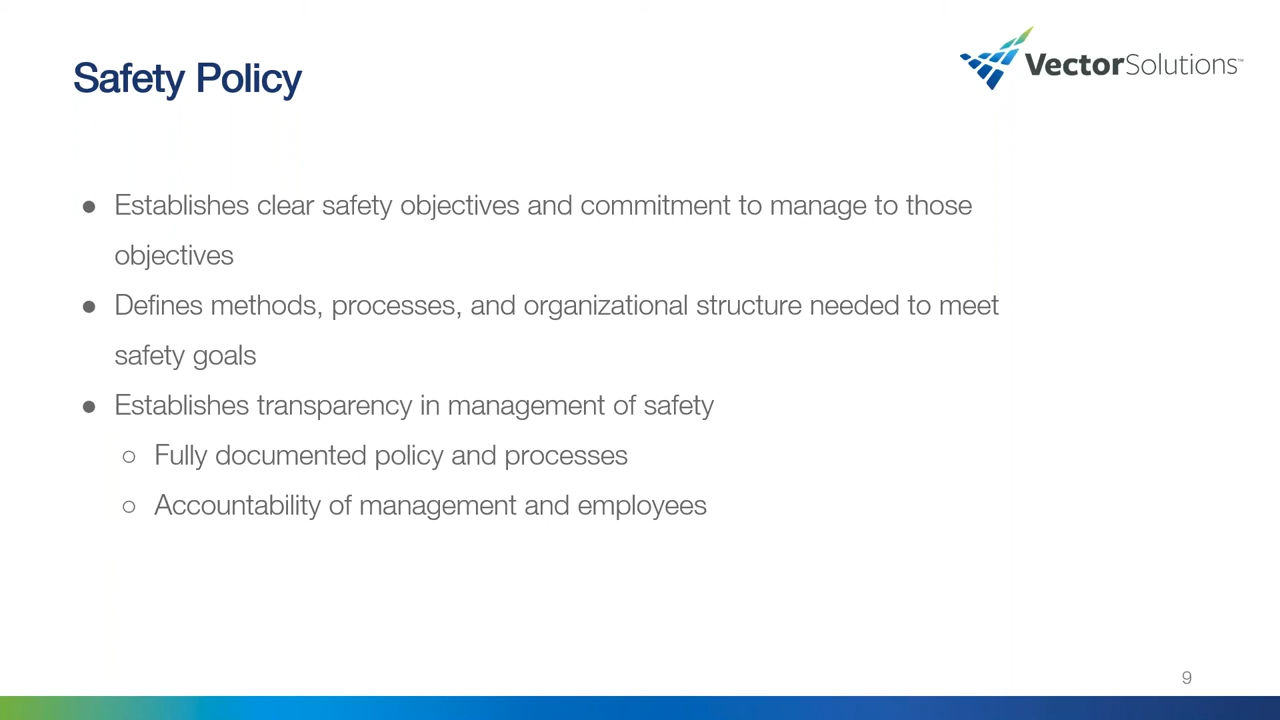 Safety Policy
VectorSolutions™
● Establishes clear safety objectives and commitment to manage to those
objectives
● Defines methods, processes, and organizational structure needed to meet
safety goals
● Establishes transparency in management of safety
○ Fully documented policy and processes
○ Accountability of management and employees
9